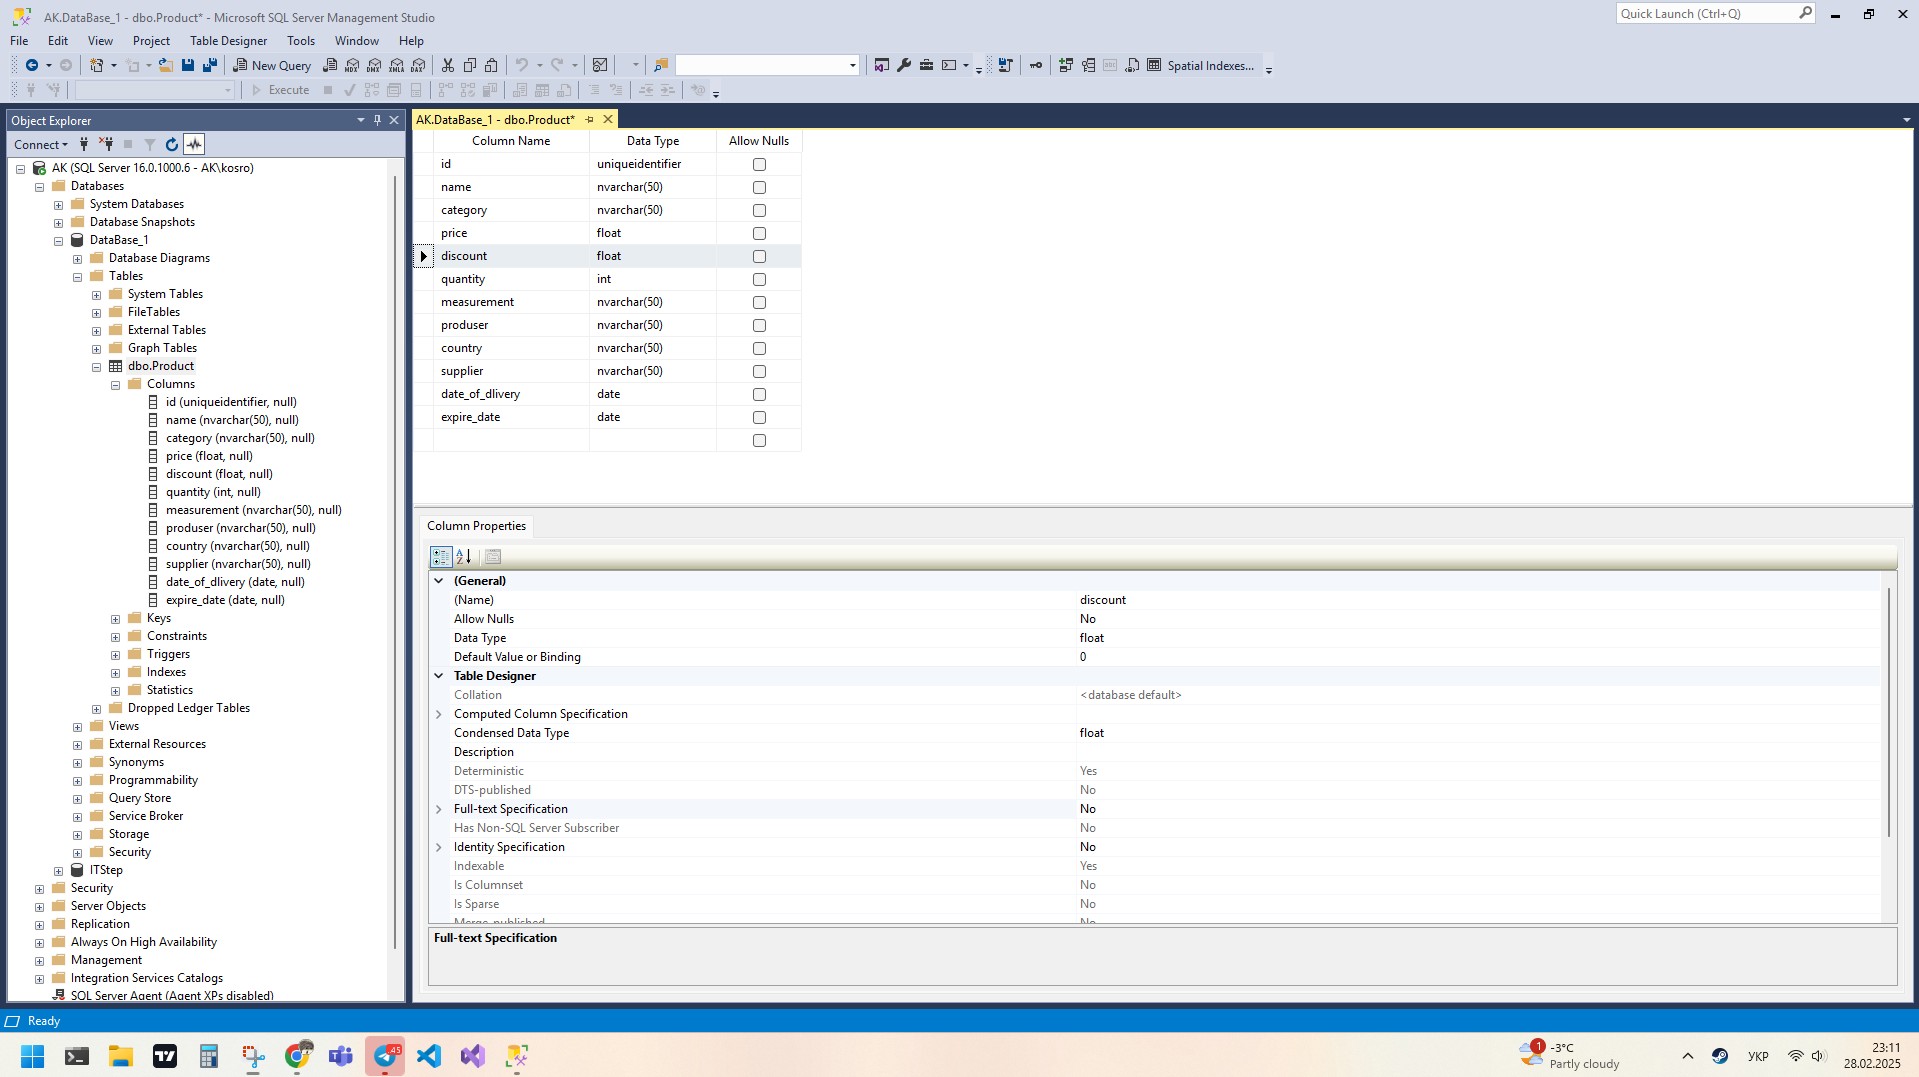 AK.DataBase_1 - dbo.Product* - Microsoft SQL Server Management Studio
Quick Launch (Ctrl+Q)
File Edit View Project Table Designer Tools Window Help
New Query MDX DMX XMLA DAX Spatial Indexes...
Execute
Object Explorer
Connect
AK (SQL Server 16.0.1000.6 - AK\kosro)
Databases
System Databases
Database Snapshots
DataBase_1
Database Diagrams
Tables
System Tables
FileTables
External Tables
Graph Tables
dbo.Product
Columns
id (uniqueidentifier, null)
name (nvarchar(50), null)
category (nvarchar(50), null)
price (float, null)
discount (float, null)
quantity (int, null)
measurement (nvarchar(50), null)
produser (nvarchar(50), null)
country (nvarchar(50), null)
supplier (nvarchar(50), null)
date_of_dlivery (date, null)
expire_date (date, null)
Keys
Constraints
Triggers
Indexes
Statistics
Dropped Ledger Tables
Views
External Resources
Synonyms
Programmability
Query Store
Service Broker
Storage
Security
ITStep
Security
Server Objects
Replication
Always On High Availability
Management
Integration Services Catalogs
SQL Server Agent (Agent XPs disabled)
AK.DataBase_1 - dbo.Product*
Column Name Data Type Allow Nulls
id uniqueidentifier
name nvarchar(50)
category nvarchar(50)
price float
discount float
quantity int
measurement nvarchar(50)
produser nvarchar(50)
country nvarchar(50)
supplier nvarchar(50)
date_of_dlivery date
expire_date date
Column Properties
(General)
(Name) discount
Allow Nulls No
Data Type float
Default Value or Binding 0
Table Designer
Collation <database default>
Computed Column Specification
Condensed Data Type float
Description
Deterministic Yes
DTS-published No
Full-text Specification No
Has Non-SQL Server Subscriber No
Identity Specification No
Indexable Yes
Is Columnset No
Is Sparse No
Merge-published No
Full-text Specification
Ready
45
1
-3°C
Partly cloudy
УКР
23:11
28.02.2025